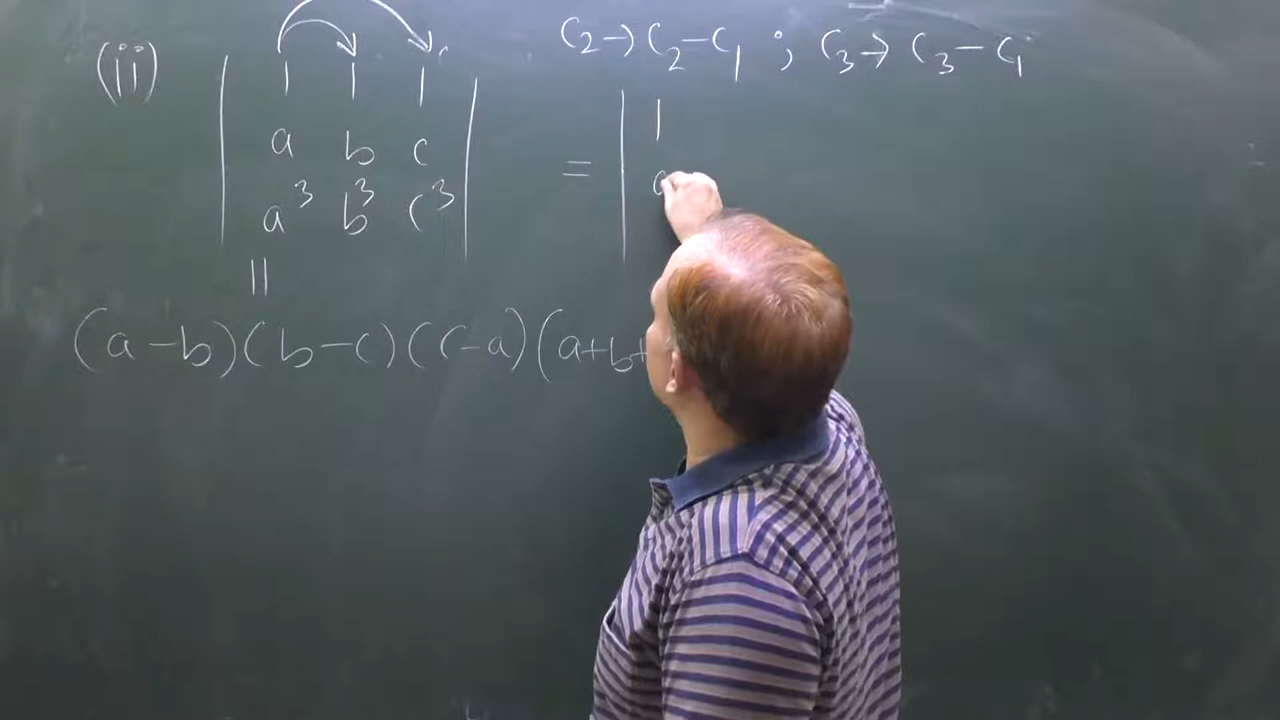 (ii) | 1 1 1 | C₂→C₂-C₁ ; C₃→C₃-C₁
| a b c | = | 1
| a³ b³ c³ | a
||
(a-b)(b-c)(c-a)(a+b+